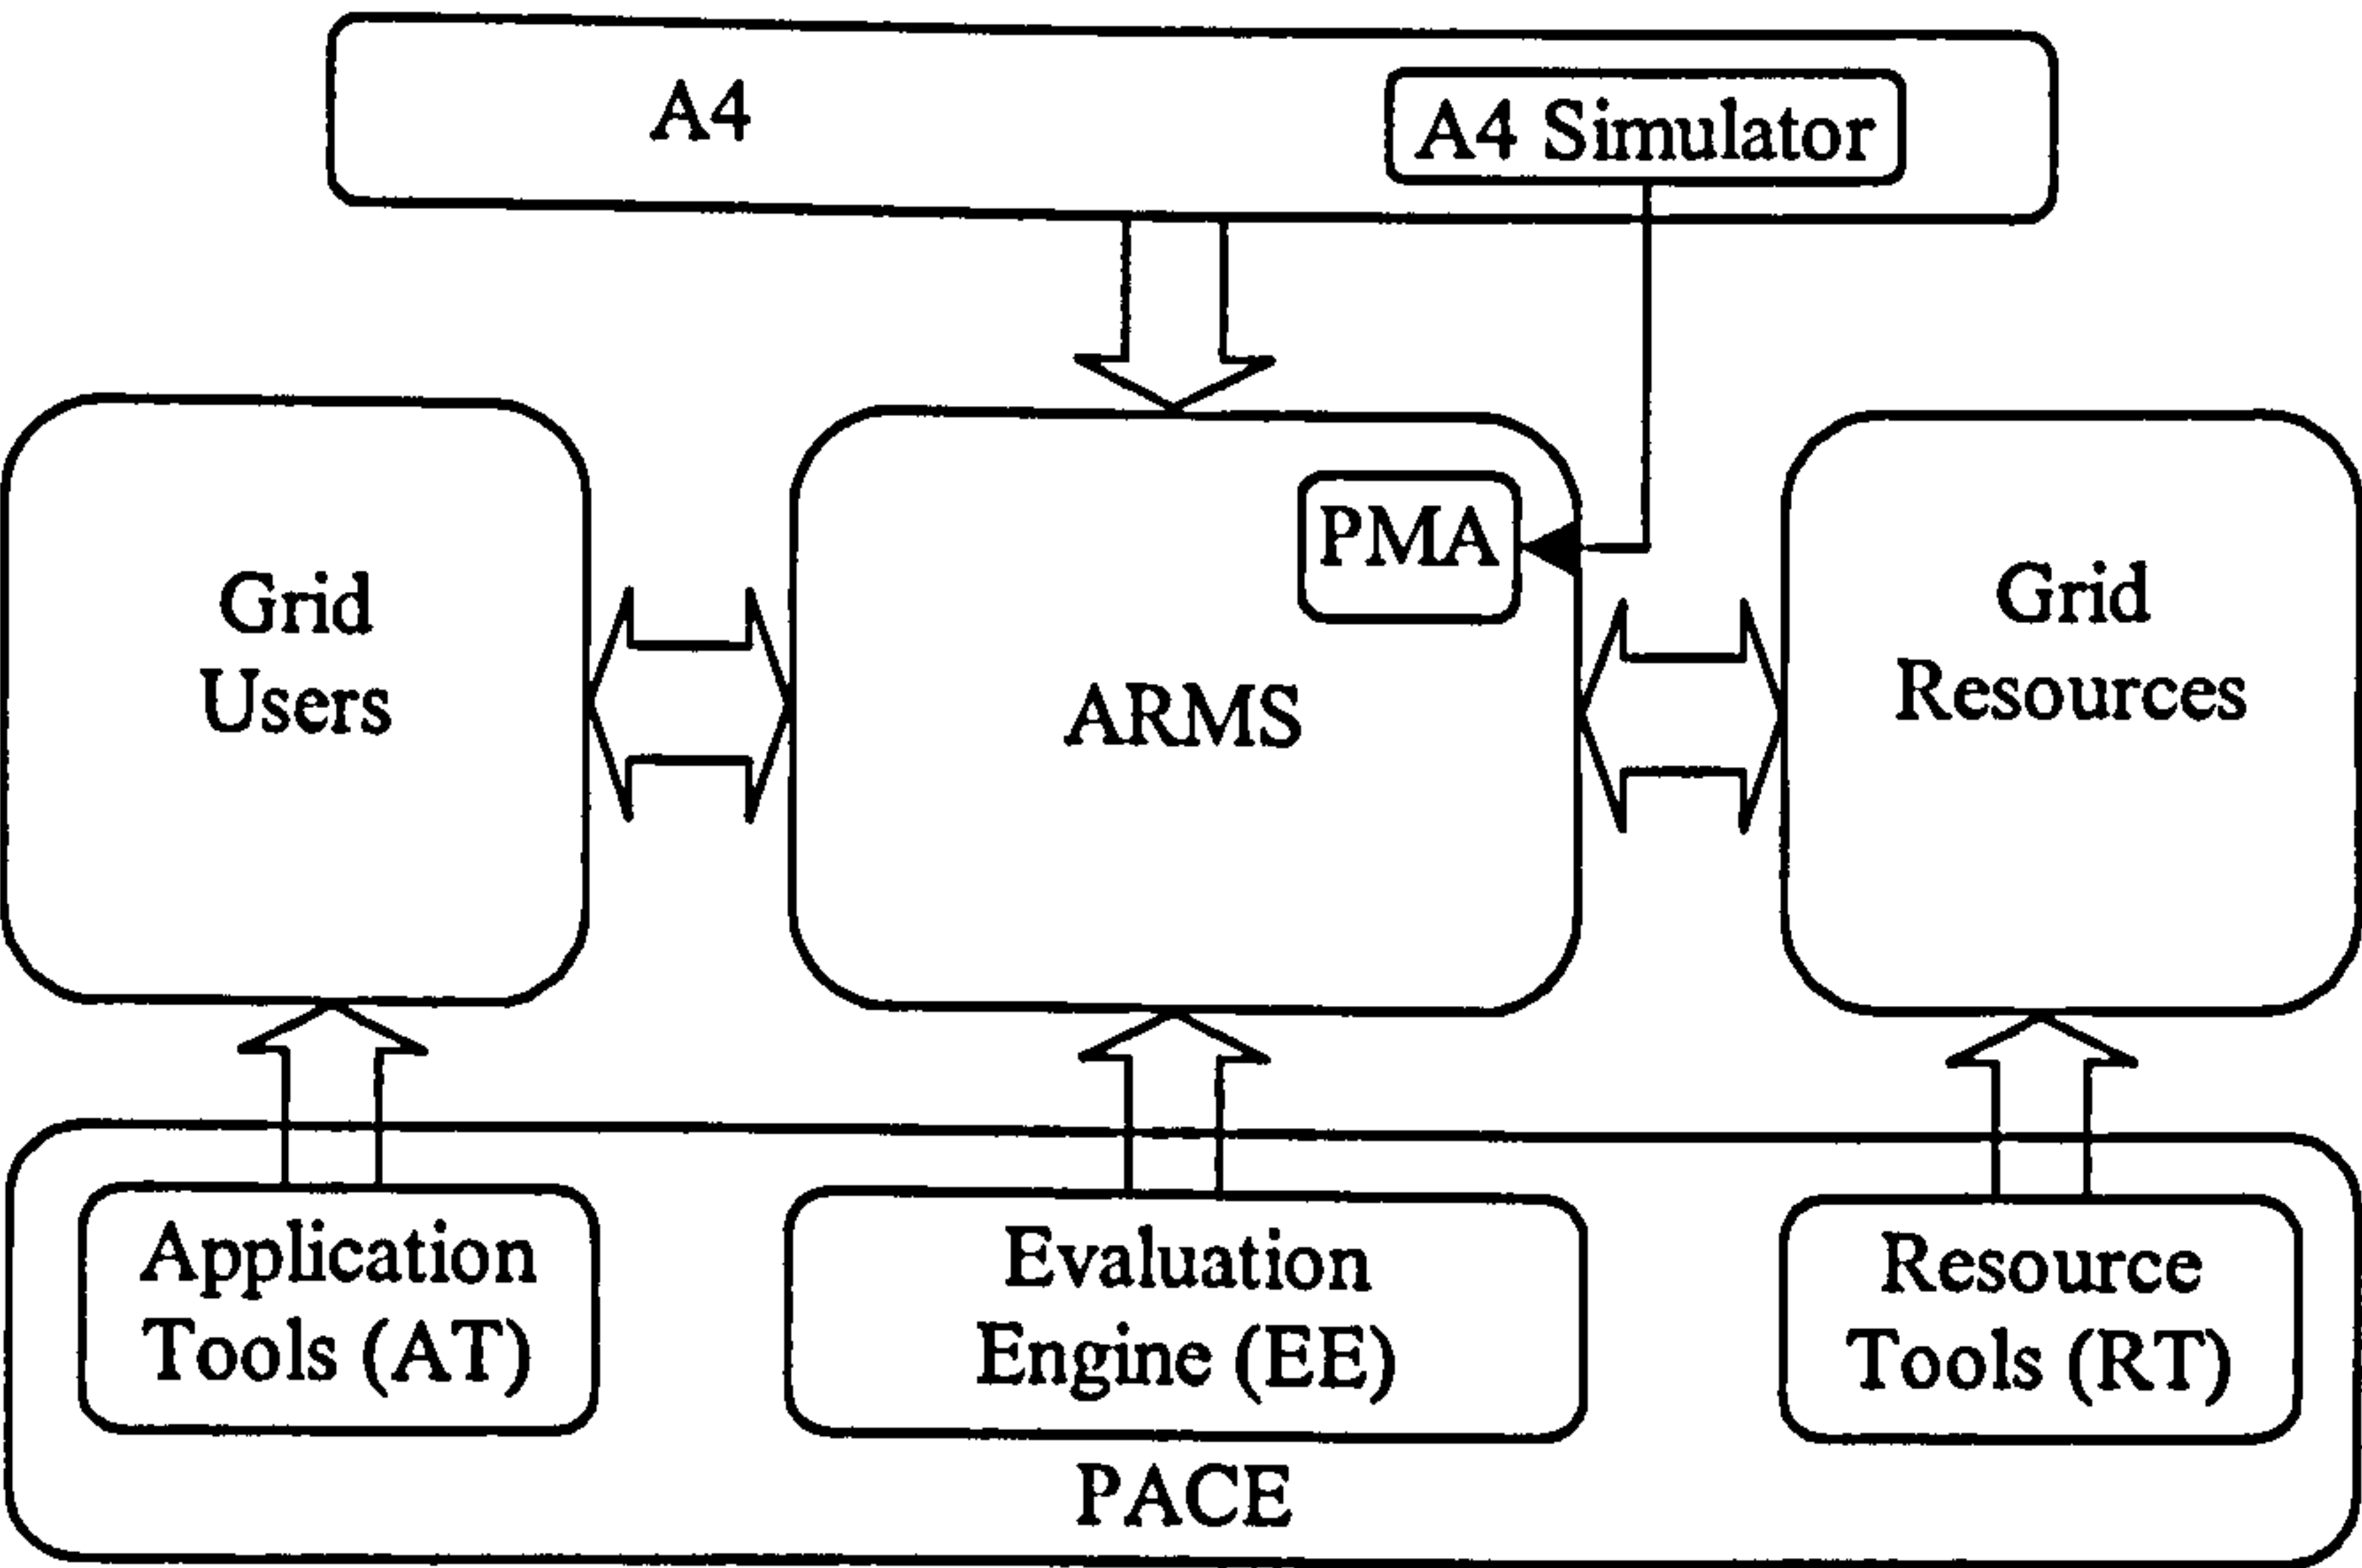 A4
A4 Simulator
PMA
Grid
Users
ARMS
Grid
Resources
Application
Tools (AT)
Evaluation
Engine (EE)
Resource
Tools (RT)
PACE